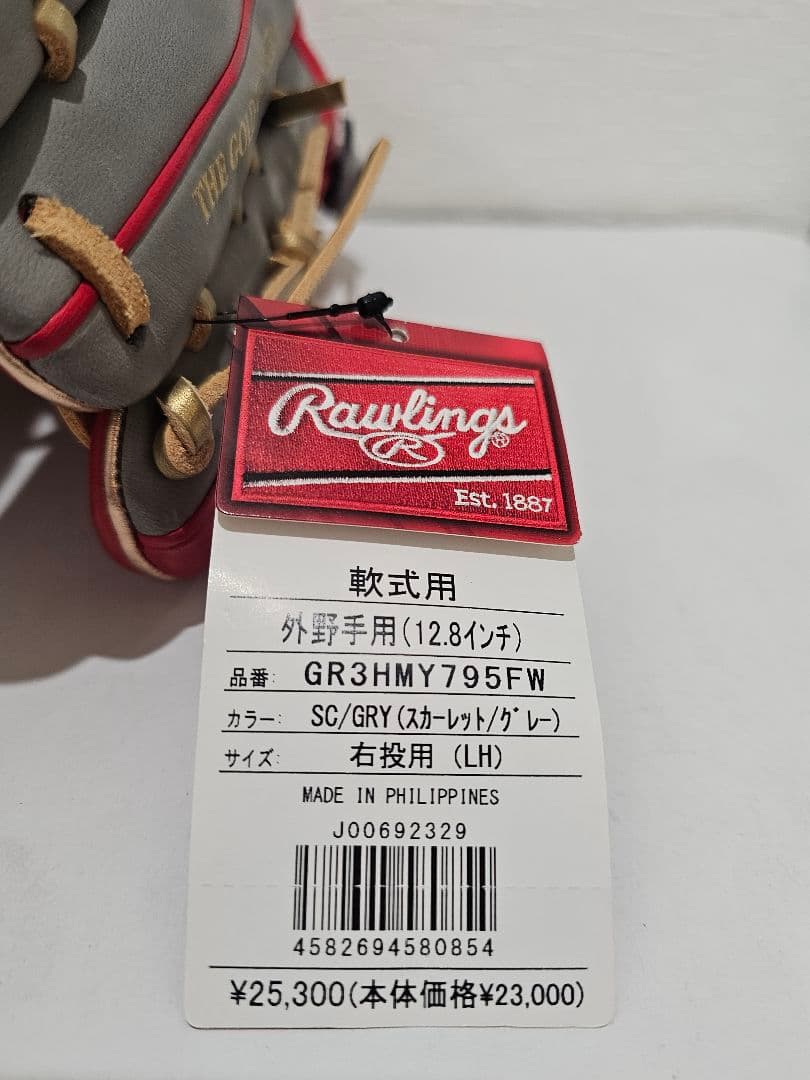 THE GOL
Rawlings®
R
Est. 1887
軟式用
外野手用(12.8インチ)
品番: GR3HMY795FW
カラー: SC/GRY(スカーレット/グレー)
サイズ: 右投用 (LH)
MADE IN PHILIPPINES
J00692329
4582694580854
¥25,300(本体価格¥23,000)